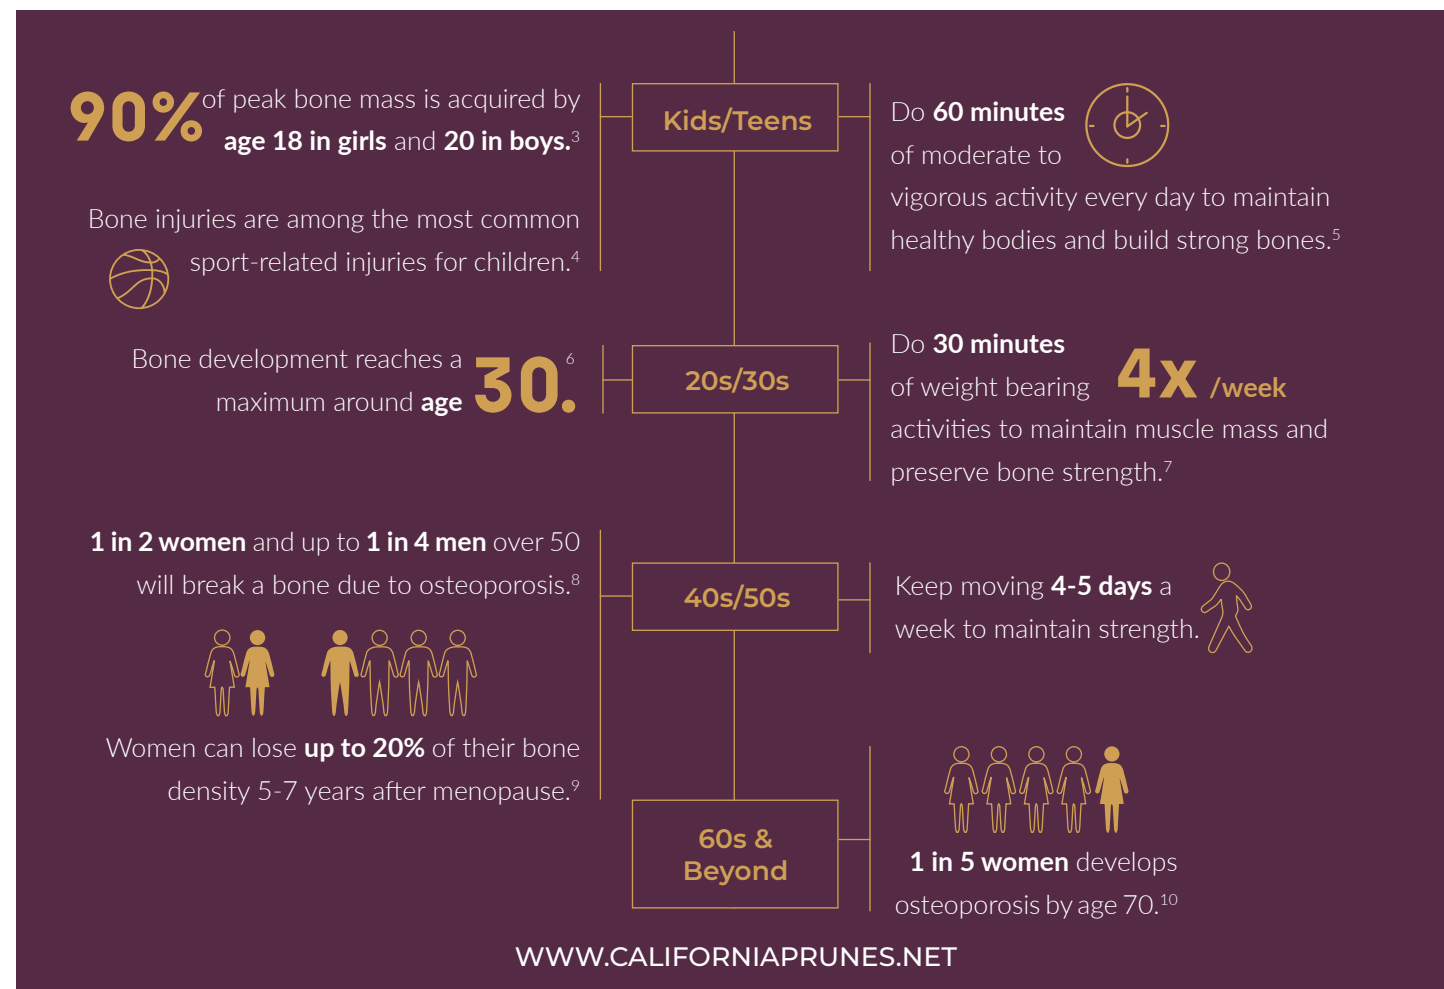 90% of peak bone mass is acquired by
age 18 in girls and 20 in boys.3
Bone injuries are among the most common
sport-related injuries for children.4
Kids/Teens
Do 60 minutes
of moderate to
vigorous activity every day to maintain
healthy bodies and build strong bones.5
Bone development reaches a
maximum around age 30.6
20s/30s
Do 30 minutes
of weight bearing 4x /week
activities to maintain muscle mass and
preserve bone strength.7
1 in 2 women and up to 1 in 4 men over 50
will break a bone due to osteoporosis.8
Women can lose up to 20% of their bone
density 5-7 years after menopause.9
40s/50s
Keep moving 4-5 days a
week to maintain strength.
60s &
Beyond
1 in 5 women develops
osteoporosis by age 70.10
WWW.CALIFORNIAPRUNES.NET